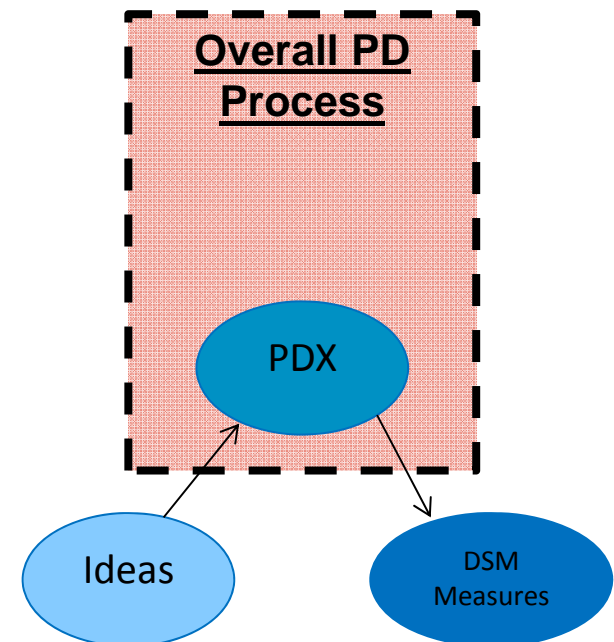 Overall PD
Process
PDX
Ideas
DSM
Measures